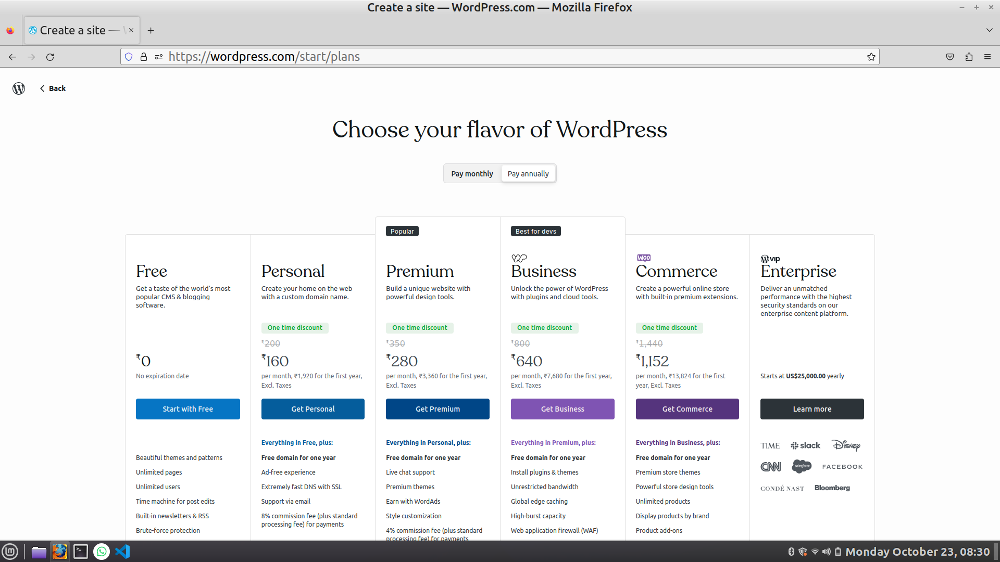 Create a site — WordPress.com — Mozilla Firefox
Create a site —
https://wordpress.com/start/plans
Back
Choose your flavor of WordPress
Pay monthly
Pay annually
Free
Get a taste of the world's most
popular CMS & blogging
software.
₹0
No expiration date
Start with Free
Beautiful themes and patterns
Unlimited pages
Unlimited users
Time machine for post edits
Built-in newsletters & RSS
Brute-force protection
Personal
Create your home on the web
with a custom domain name.
One time discount
₹200
₹160
per month, ₹1,920 for the first year,
Excl. Taxes
Get Personal
Everything in Free, plus:
Free domain for one year
Ad-free experience
Extremely fast DNS with SSL
Support via email
8% commission fee (plus standard
processing fee) for payments
Popular
Premium
Build a unique website with
powerful design tools.
One time discount
₹350
₹280
per month, ₹3,360 for the first year,
Excl. Taxes
Get Premium
Everything in Personal, plus:
Free domain for one year
Live chat support
Premium themes
Earn with WordAds
Style customization
4% commission fee (plus standard
processing fee) for payments
Best for devs
Business
Unlock the power of WordPress
with plugins and cloud tools.
One time discount
₹800
₹640
per month, ₹7,680 for the first year,
Excl. Taxes
Get Business
Everything in Premium, plus:
Free domain for one year
Install plugins & themes
Unrestricted bandwidth
Global edge caching
High-burst capacity
Web application firewall (WAF)
WOO
Commerce
Create a powerful online store
with built-in premium extensions.
One time discount
₹1,440
₹1,152
per month, ₹13,824 for the first
year, Excl. Taxes
Get Commerce
Everything in Business, plus:
Free domain for one year
Premium store themes
Powerful store design tools
Unlimited products
Display products by brand
Product add-ons
vip
Enterprise
Deliver an unmatched
performance with the highest
security standards on our
enterprise content platform.
Starts at US$25,000.00 yearly
Learn more
TIME slack Disney
CNN salesforce FACEBOOK
CONDÉ NAST Bloomberg
Monday October 23, 08:30